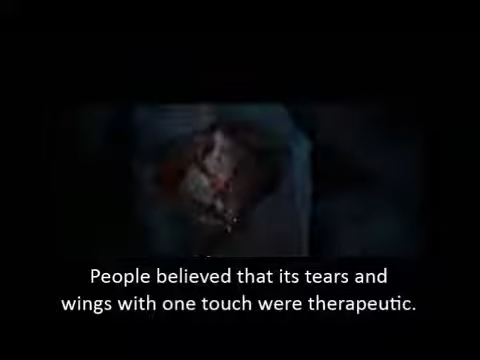 People believed that its tears and
wings with one touch were therapeutic.